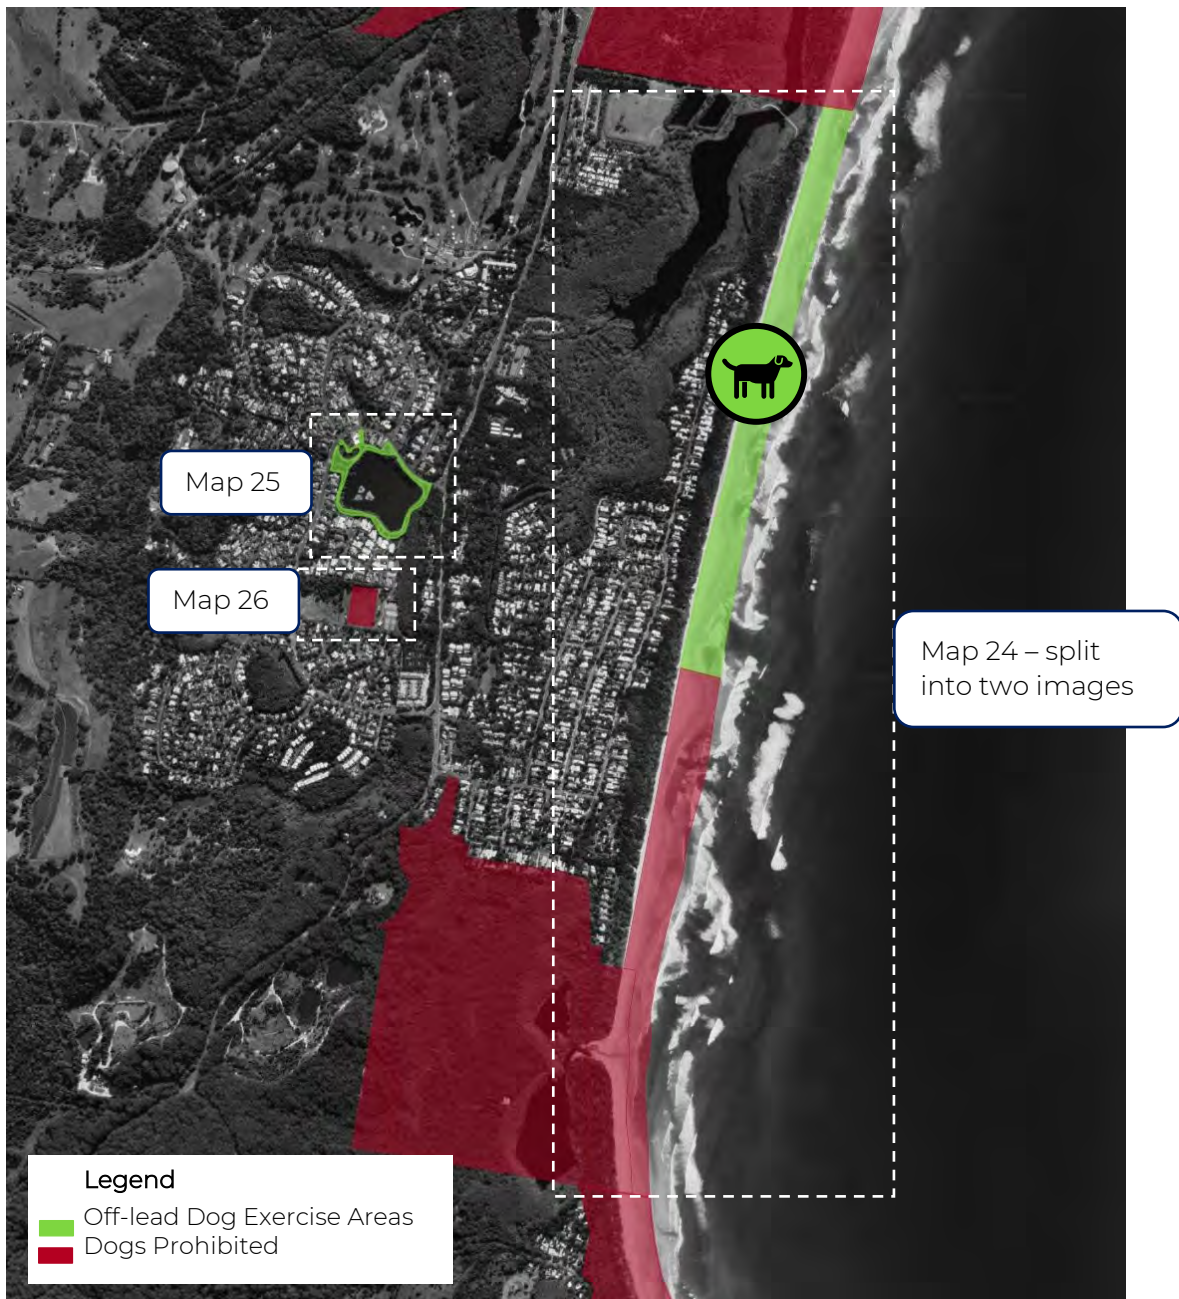 Map 25
Map 26
Map 24 – split
into two images
Legend
Off-lead Dog Exercise Areas
Dogs Prohibited